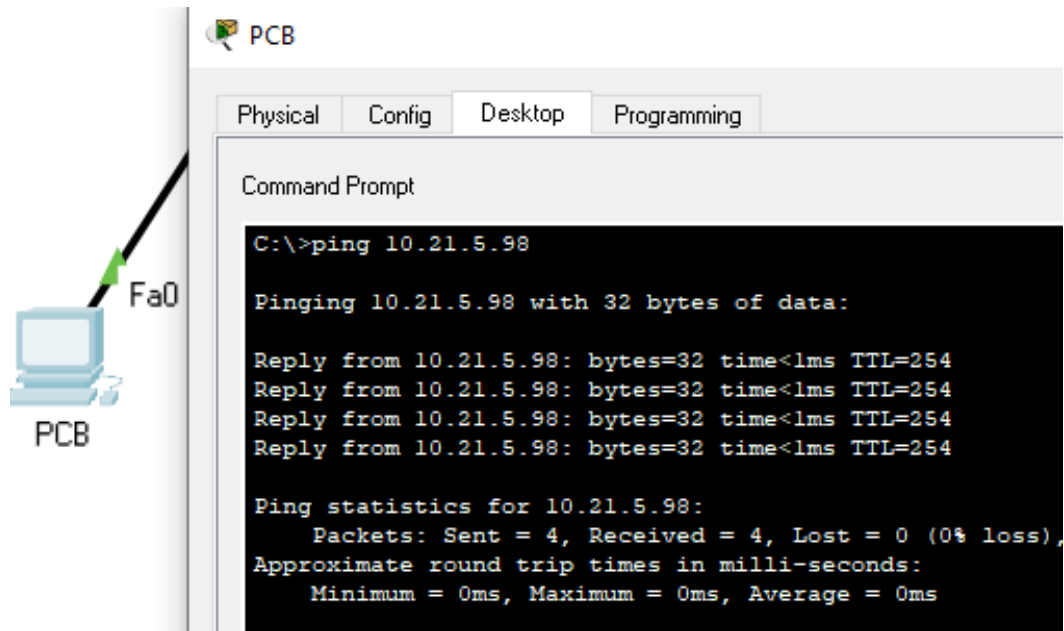 PCB
Physical Config Desktop Programming
Command Prompt
C:\>ping 10.21.5.98
Pinging 10.21.5.98 with 32 bytes of data:
Reply from 10.21.5.98: bytes=32 time<1ms TTL=254
Reply from 10.21.5.98: bytes=32 time<1ms TTL=254
Reply from 10.21.5.98: bytes=32 time<1ms TTL=254
Reply from 10.21.5.98: bytes=32 time<1ms TTL=254
Ping statistics for 10.21.5.98:
Packets: Sent = 4, Received = 4, Lost = 0 (0% loss),
Approximate round trip times in milli-seconds:
Minimum = 0ms, Maximum = 0ms, Average = 0ms
Fa0
PCB